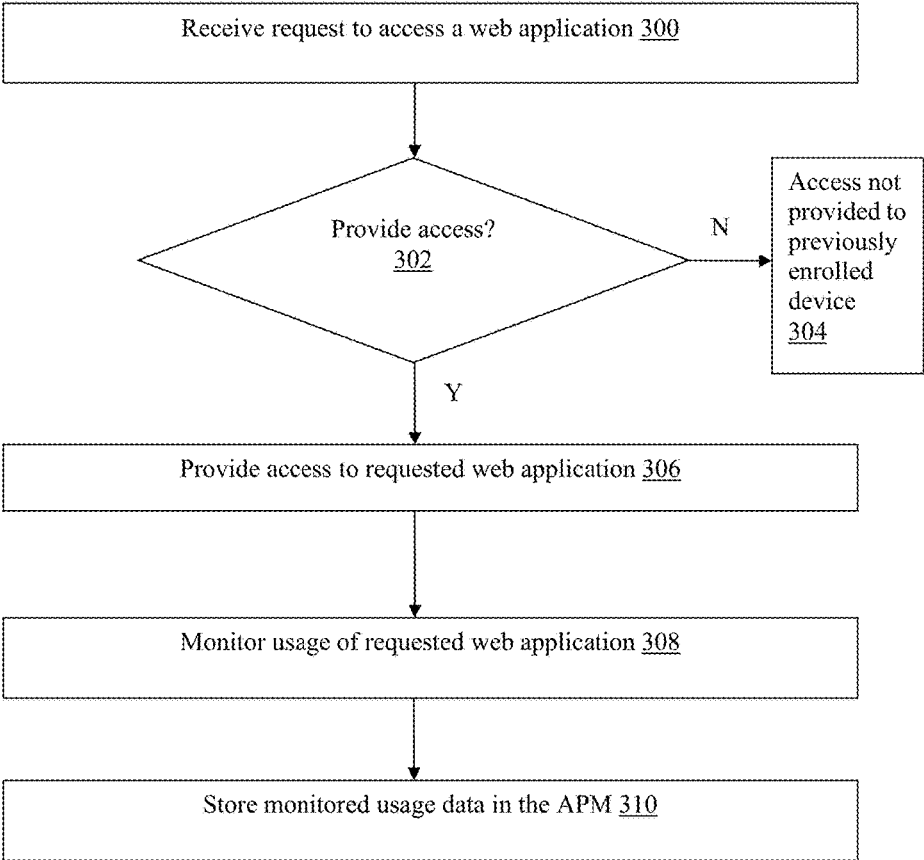 Receive request to access a web application 300
Provide access?
302
N
Access not
provided to
previously
enrolled
device
304
Y
Provide access to requested web application 306
Monitor usage of requested web application 308
Store monitored usage data in the APM 310